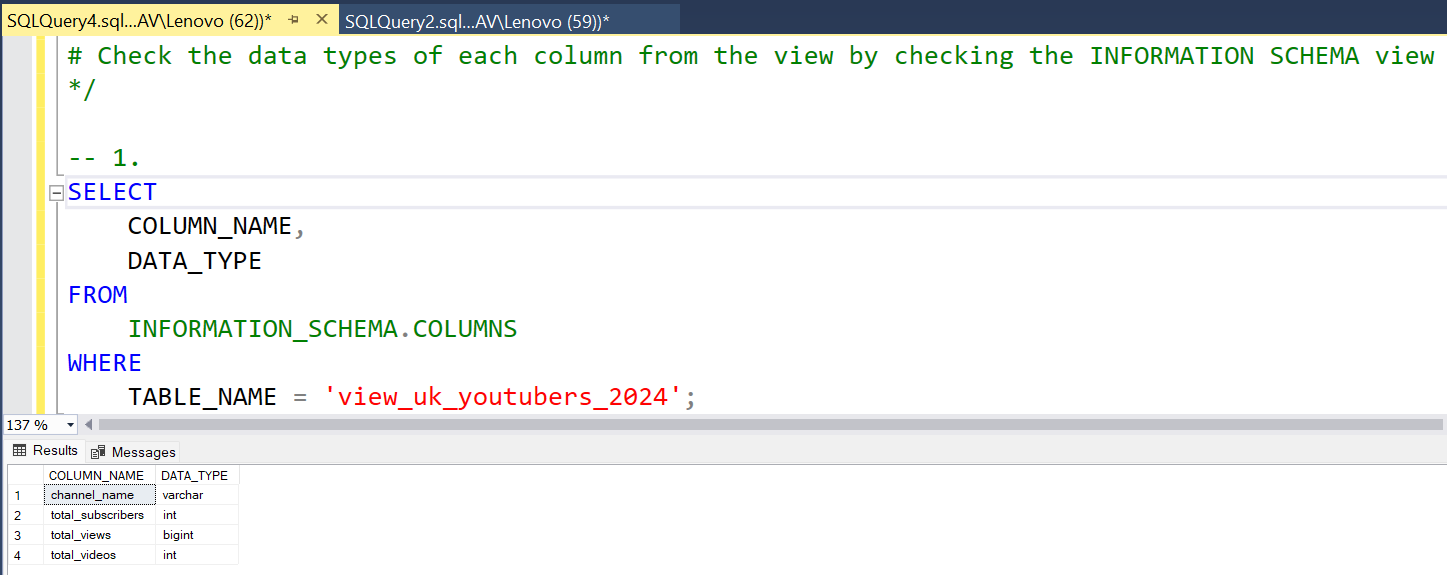 SQLQuery4.sql...AV\Lenovo (62))* SQLQuery2.sql...AV\Lenovo (59))*
# Check the data types of each column from the view by checking the INFORMATION SCHEMA view
*/
-- 1.
SELECT
COLUMN_NAME,
DATA_TYPE
FROM
INFORMATION_SCHEMA.COLUMNS
WHERE
TABLE_NAME = 'view_uk_youtubers_2024';
137 %
Results Messages
COLUMN_NAME DATA_TYPE
1 channel_name varchar
2 total_subscribers int
3 total_views bigint
4 total_videos int